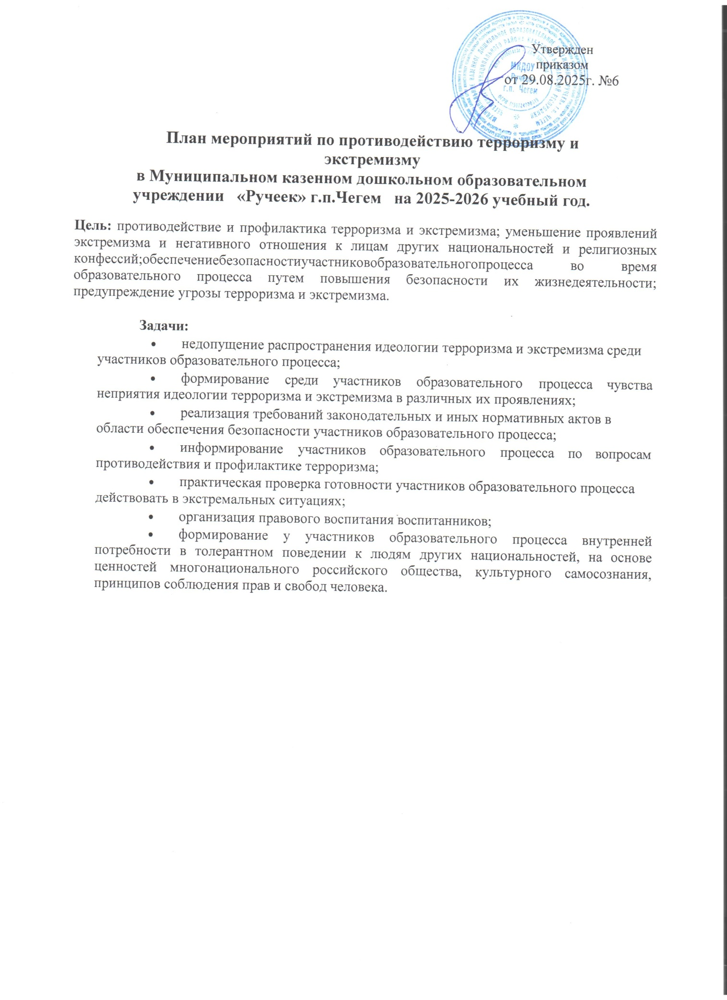 Утвержден
приказом
от 29.08.2025г. №6
МКДОУ
«Ручеек»
г.п. Чегем
План мероприятий по противодействию терроризму и
экстремизму
в Муниципальном казенном дошкольном образовательном
учреждении «Ручеек» г.п.Чегем на 2025-2026 учебный год.
Цель: противодействие и профилактика терроризма и экстремизма; уменьшение проявлений
экстремизма и негативного отношения к лицам других национальностей и религиозных
конфессий;обеспечениебезопасностиучастниковобразовательногопроцесса во время
образовательного процесса путем повышения безопасности их жизнедеятельности;
предупреждение угрозы терроризма и экстремизма.
Задачи:
• недопущение распространения идеологии терроризма и экстремизма среди
участников образовательного процесса;
• формирование среди участников образовательного процесса чувства
неприятия идеологии терроризма и экстремизма в различных их проявлениях;
• реализация требований законодательных и иных нормативных актов в
области обеспечения безопасности участников образовательного процесса;
• информирование участников образовательного процесса по вопросам
противодействия и профилактике терроризма;
• практическая проверка готовности участников образовательного процесса
действовать в экстремальных ситуациях;
• организация правового воспитания воспитанников;
• формирование у участников образовательного процесса внутренней
потребности в толерантном поведении к людям других национальностей, на основе
ценностей многонационального российского общества, культурного самосознания,
принципов соблюдения прав и свобод человека.